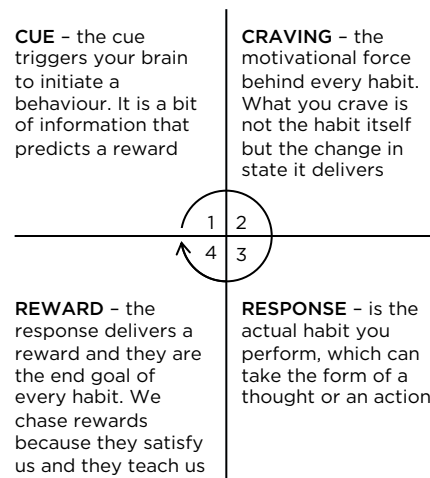 CUE – the cue
triggers your brain
to initiate a
behaviour. It is a bit
of information that
predicts a reward
CRAVING – the
motivational force
behind every habit.
What you crave is
not the habit itself
but the change in
state it delivers
1
2
4
3
REWARD – the
response delivers a
reward and they are
the end goal of
every habit. We
chase rewards
because they satisfy
us and they teach us
RESPONSE – is the
actual habit you
perform, which can
take the form of a
thought or an action